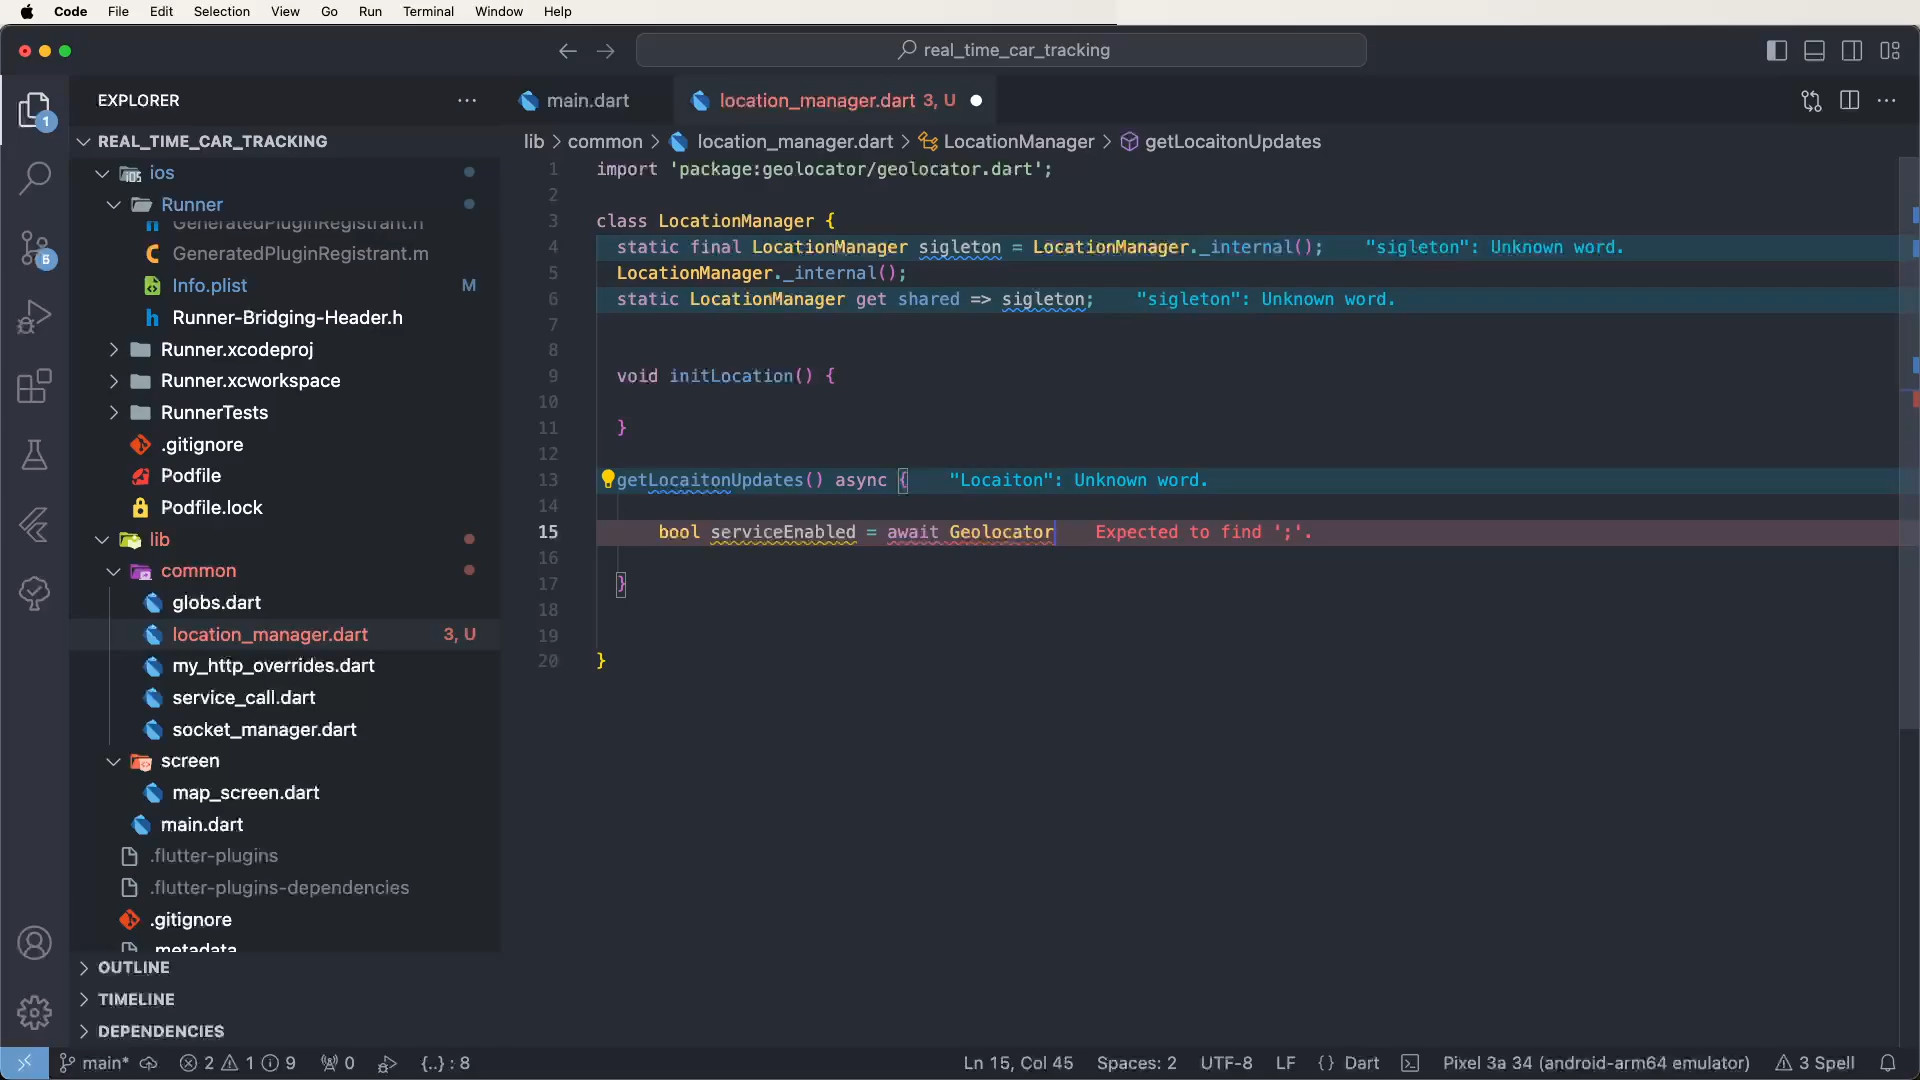 Code File Edit Selection View Go Run Terminal Window Help
real_time_car_tracking
EXPLORER
main.dart
location_manager.dart 3, U
REAL_TIME_CAR_TRACKING
lib > common > location_manager.dart > LocationManager > getLocaitonUpdates
ios
Runner
GeneratedPluginRegistrant.h
GeneratedPluginRegistrant.m
Info.plist M
Runner-Bridging-Header.h
Runner.xcodeproj
Runner.xcworkspace
RunnerTests
.gitignore
Podfile
Podfile.lock
lib
common
globs.dart
location_manager.dart 3, U
my_http_overrides.dart
service_call.dart
socket_manager.dart
screen
map_screen.dart
main.dart
.flutter-plugins
.flutter-plugins-dependencies
.gitignore
.metadata
OUTLINE
TIMELINE
DEPENDENCIES
1
5
1 import 'package:geolocator/geolocator.dart';
2
3 class LocationManager {
4 static final LocationManager sigleton = LocationManager._internal(); "sigleton": Unknown word.
5 LocationManager._internal();
6 static LocationManager get shared => sigleton; "sigleton": Unknown word.
7
8
9 void initLocation() {
10
11 }
12
13 getLocaitonUpdates() async { "Locaiton": Unknown word.
14
15 bool serviceEnabled = await Geolocator Expected to find ';'.
16
17 }
18
19
20 }
main* 2 1 9 0 {..} : 8 Ln 15, Col 45 Spaces: 2 UTF-8 LF {} Dart Pixel 3a 34 (android-arm64 emulator) 3 Spell